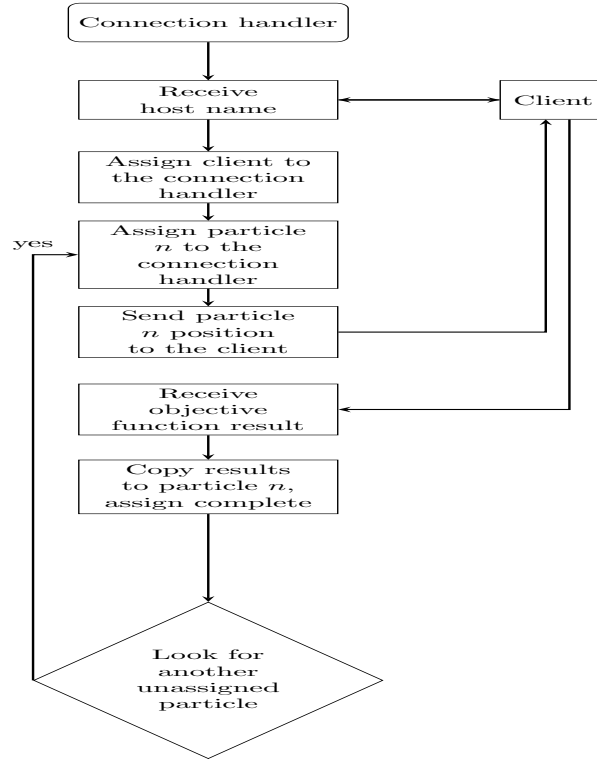 Connection handler
Receive
host name
Client
Assign client to
the connection
handler
Assign particle
n to the
connection
handler
yes
Send particle
n position
to the client
Receive
objective
function result
Copy results
to particle n,
assign complete
Look for
another
unassigned
particle